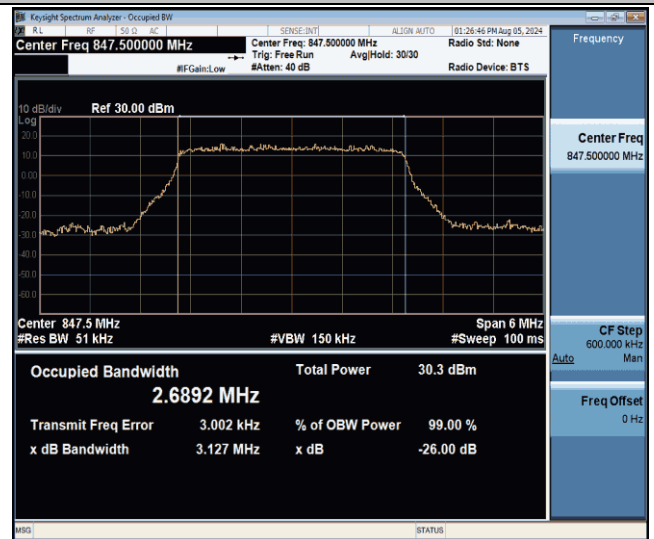 Keysight Spectrum Analyzer - Occupied BW
RL RF 50 Ω AC SENSE:INT ALIGN AUTO 01:26:46 PM Aug 05, 2024
Center Freq 847.500000 MHz
Center Freq: 847.500000 MHz Radio Std: None
Trig: Free Run Avg|Hold: 30/30
#IFGain:Low #Atten: 40 dB Radio Device: BTS
Frequency
10 dB/div Ref 30.00 dBm
Log
20.0
10.0
0.00
-10.0
-20.0
-30.0
-40.0
-50.0
-60.0
Center Freq
847.500000 MHz
Center 847.5 MHz Span 6 MHz
#Res BW 51 kHz #VBW 150 kHz #Sweep 100 ms
CF Step
600.000 kHz
Auto Man
Occupied Bandwidth Total Power 30.3 dBm
2.6892 MHz
Transmit Freq Error 3.002 kHz % of OBW Power 99.00 %
x dB Bandwidth 3.127 MHz x dB -26.00 dB
Freq Offset
0 Hz
MSG STATUS